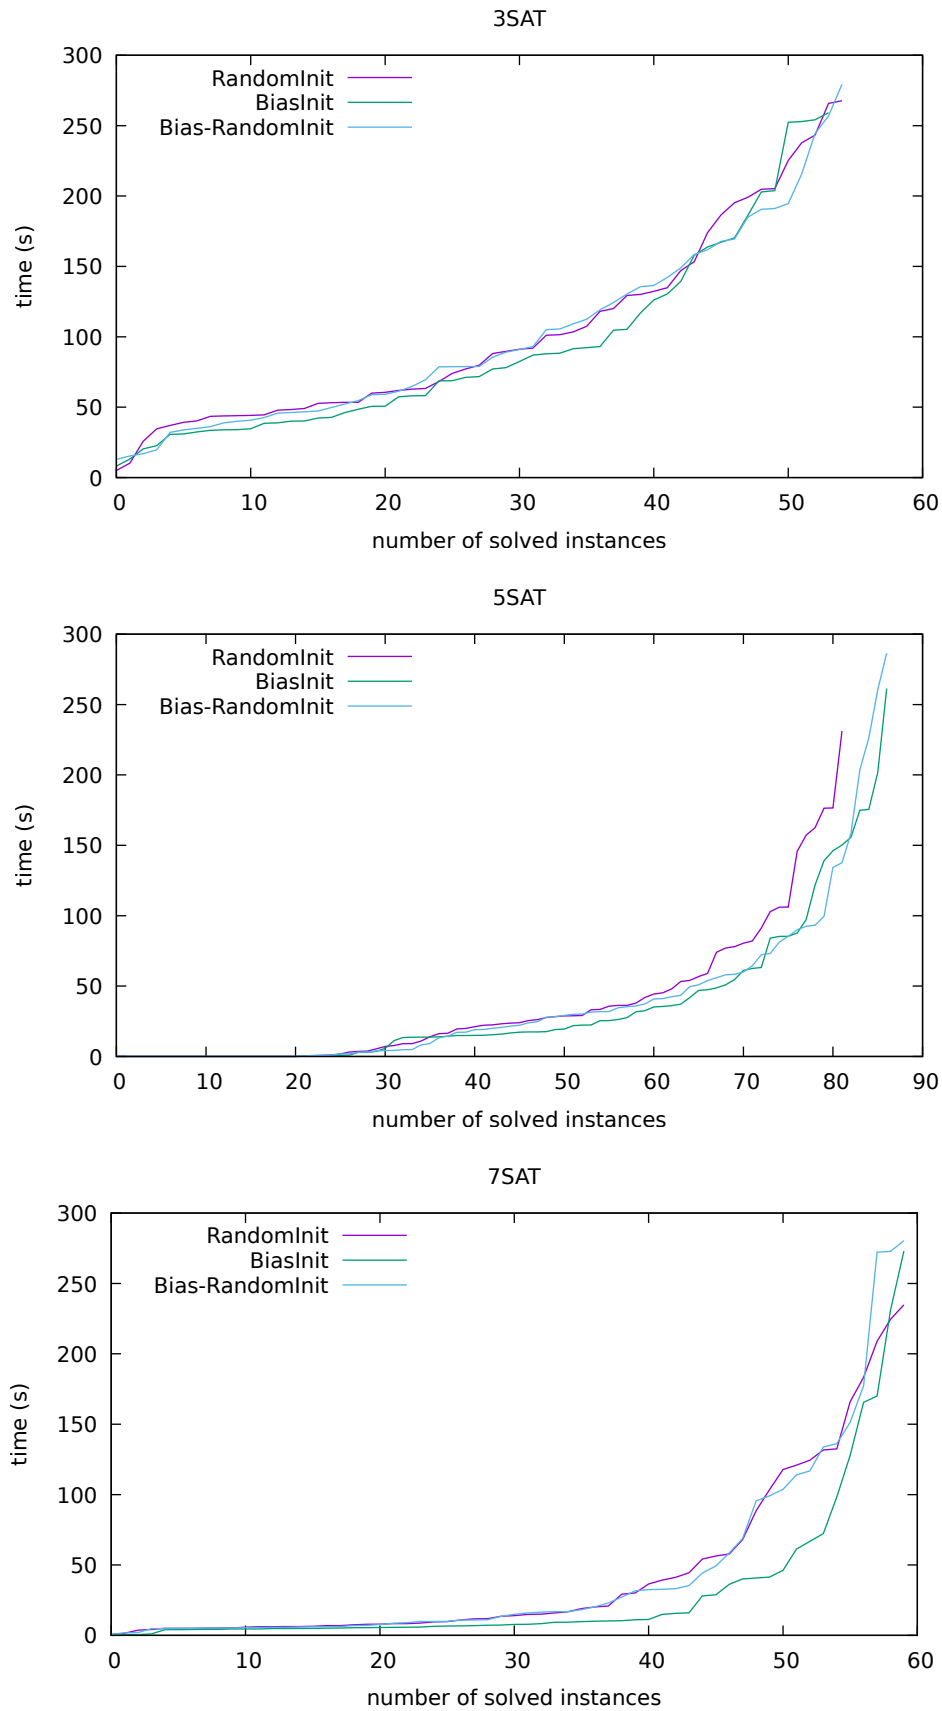 3SAT
300
250
200
150
100
50
0
time (s)
RandomInit
BiasInit
Bias-RandomInit
0 10 20 30 40 50 60
number of solved instances
5SAT
300
250
200
150
100
50
0
time (s)
RandomInit
BiasInit
Bias-RandomInit
0 10 20 30 40 50 60 70 80 90
number of solved instances
7SAT
300
250
200
150
100
50
0
time (s)
RandomInit
BiasInit
Bias-RandomInit
0 10 20 30 40 50 60
number of solved instances